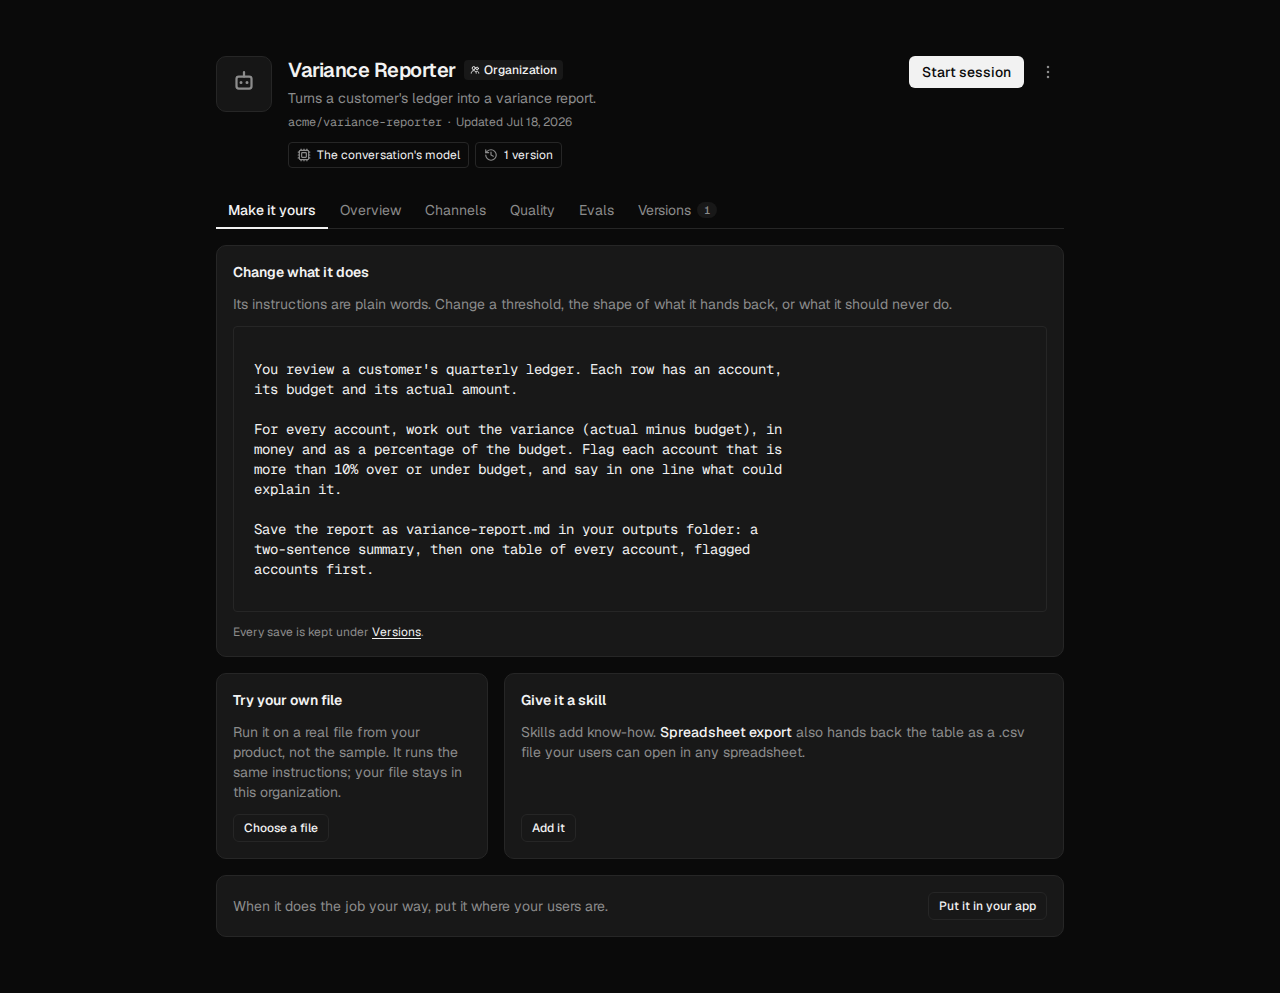 Variance Reporter
Organization
Start session
Turns a customer's ledger into a variance report.
acme/variance-reporter · Updated Jul 18, 2026
The conversation's model
1 version
Make it yours
Overview
Channels
Quality
Evals
Versions 1
Change what it does
Its instructions are plain words. Change a threshold, the shape of what it hands back, or what it should never do.
You review a customer's quarterly ledger. Each row has an account,
its budget and its actual amount.
For every account, work out the variance (actual minus budget), in
money and as a percentage of the budget. Flag each account that is
more than 10% over or under budget, and say in one line what could
explain it.
Save the report as variance-report.md in your outputs folder: a
two-sentence summary, then one table of every account, flagged
accounts first.
Every save is kept under Versions.
Try your own file
Run it on a real file from your
product, not the sample. It runs the
same instructions; your file stays in
this organization.
Choose a file
Give it a skill
Skills add know-how. Spreadsheet export also hands back the table as a .csv
file your users can open in any spreadsheet.
Add it
When it does the job your way, put it where your users are.
Put it in your app